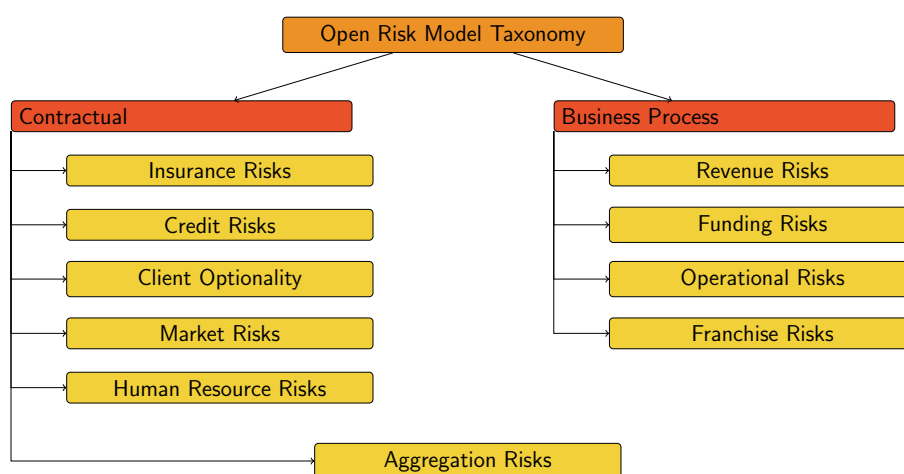 Open Risk Model Taxonomy
Contractual
Insurance Risks
Credit Risks
Client Optionality
Market Risks
Human Resource Risks
Business Process
Revenue Risks
Funding Risks
Operational Risks
Franchise Risks
Aggregation Risks